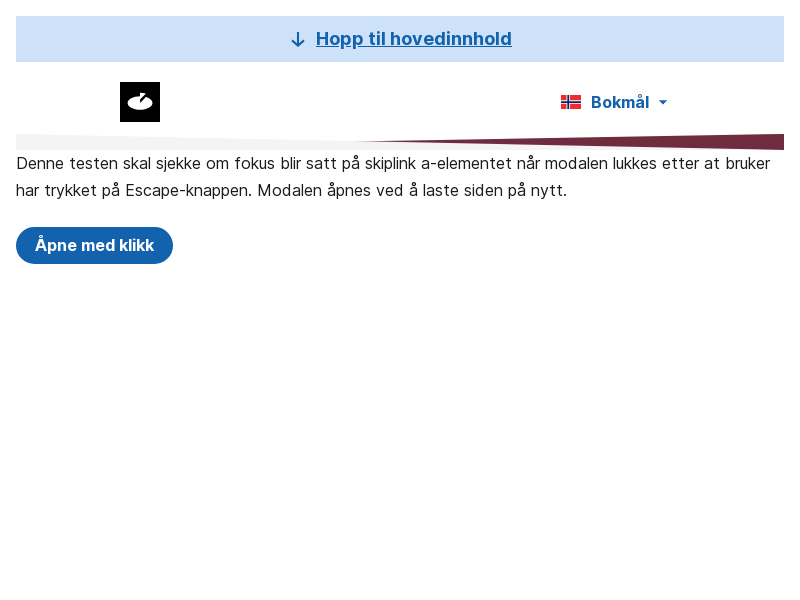 Hopp til hovedinnhold
Bokmål
Denne testen skal sjekke om fokus blir satt på skiplink a-elementet når modalen lukkes etter at bruker
har trykket på Escape-knappen. Modalen åpnes ved å laste siden på nytt.
Åpne med klikk